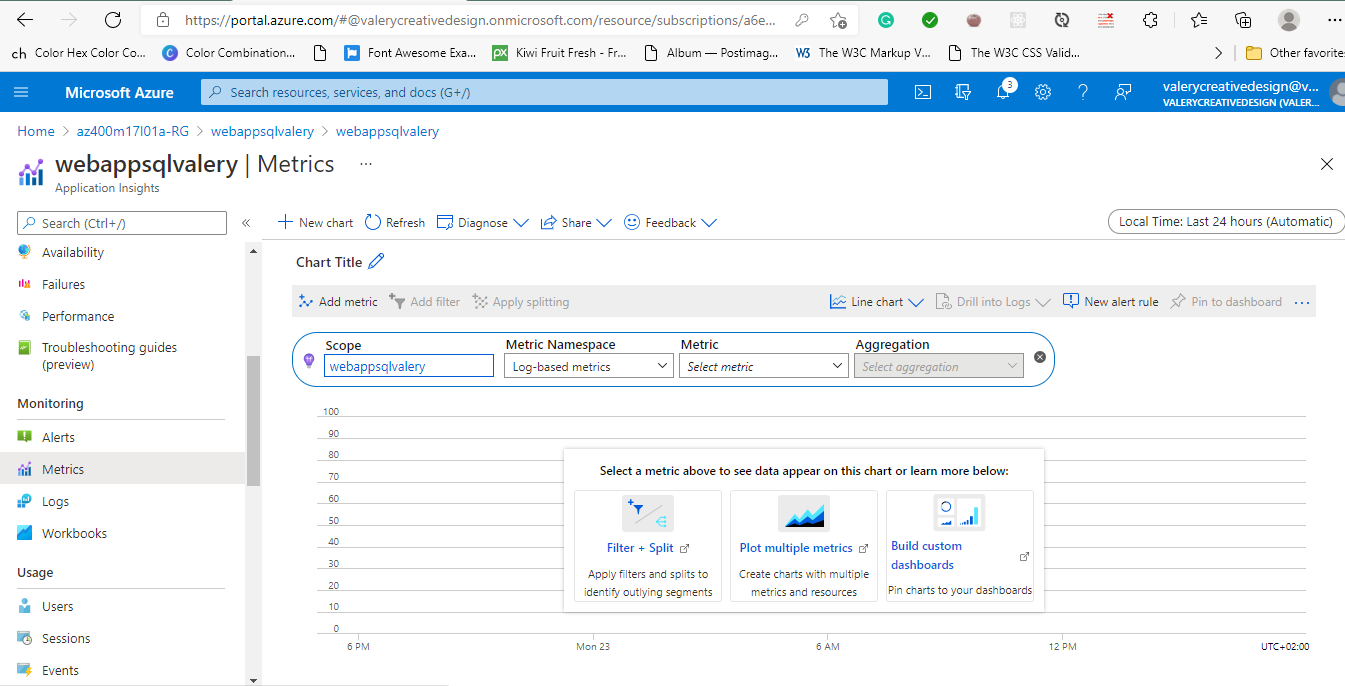 https://portal.azure.com/#@valerycreativedesign.onmicrosoft.com/resource/subscriptions/a6e...
ch Color Hex Color Co...
C Color Combination...
Font Awesome Exa...
px Kiwi Fruit Fresh - Fr...
Album — Postimag...
W3 The W3C Markup V...
The W3C CSS Valid...
Other favorite
Microsoft Azure
Search resources, services, and docs (G+/)
3
valerycreativedesign@v...
VALERYCREATIVEDESIGN (VALER...
Home > az400m17l01a-RG > webappsqlvalery > webappsqlvalery
webappsqlvalery | Metrics ...
Application Insights
Search (Ctrl+/)
«
New chart
Refresh
Diagnose
Share
Feedback
Local Time: Last 24 hours (Automatic)
Availability
Failures
Performance
Troubleshooting guides
(preview)
Monitoring
Alerts
Metrics
Logs
Workbooks
Usage
Users
Sessions
Events
Chart Title
Add metric
Add filter
Apply splitting
Line chart
Drill into Logs
New alert rule
Pin to dashboard
...
Scope
webappsqlvalery
Metric Namespace
Log-based metrics
Metric
Select metric
Aggregation
Select aggregation
100
90
80
70
60
50
40
30
20
10
0
Select a metric above to see data appear on this chart or learn more below:
Filter + Split
Apply filters and splits to
identify outlying segments
Plot multiple metrics
Create charts with multiple
metrics and resources
Build custom
dashboards
Pin charts to your dashboards
6 PM
Mon 23
6 AM
12 PM
UTC+02:00